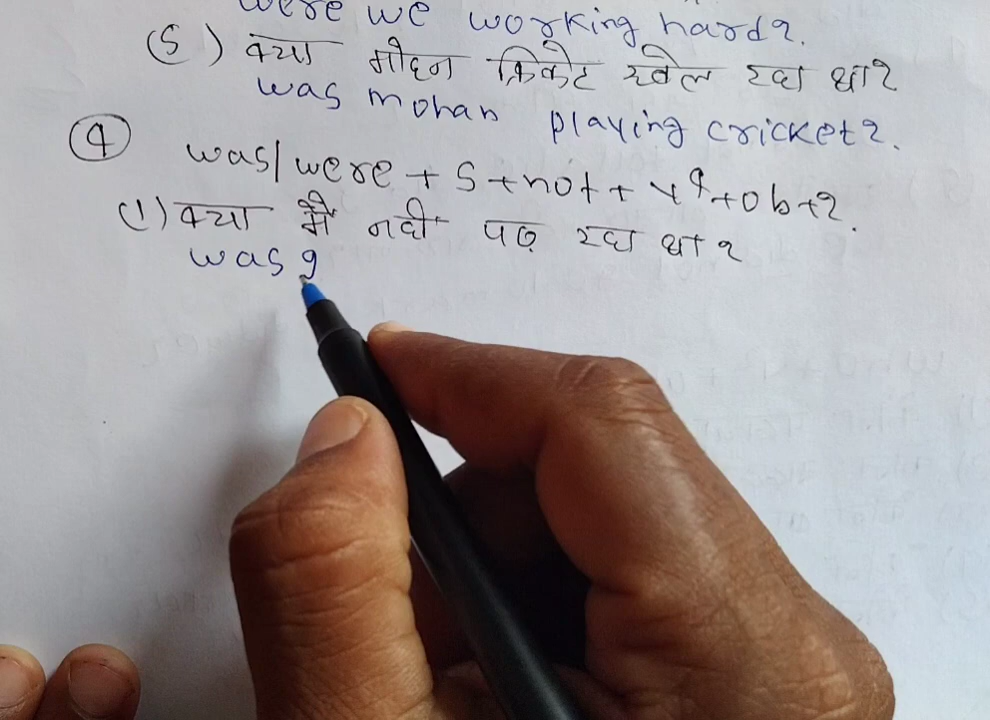 were we working hard?.
(5) क्या मोहन क्रिकेट खेल रहा था?
was mohan playing cricket?.
④ was/were + S + not + v4 + ob + ?.
(1) क्या मैं नहीं पढ़ रहा था?
was I